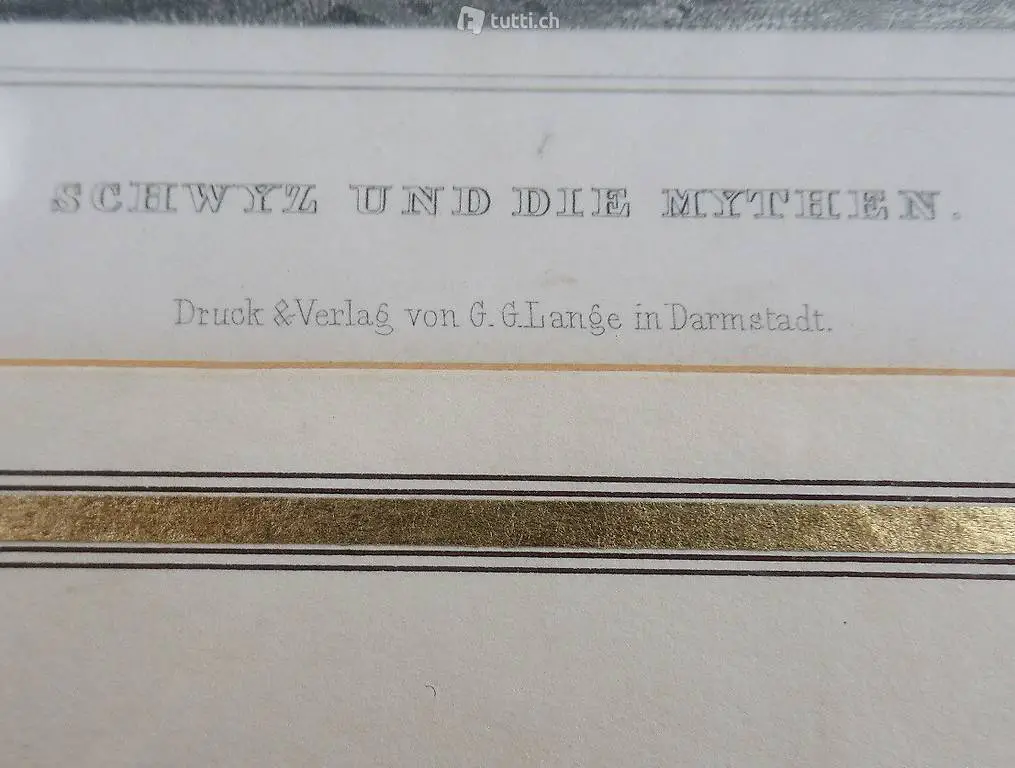 tutti.ch
SCHWYZ UND DIE MYTHEN.
Druck & Verlag von G. G. Lange in Darmstadt.